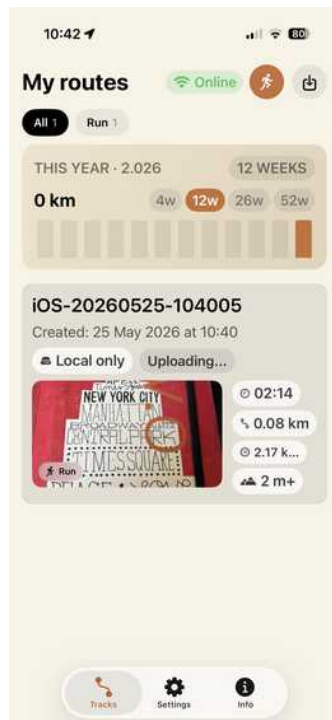 10:42
80
My routes
Online
All 1
Run 1
THIS YEAR · 2.026
12 WEEKS
0 km
4w
12w
26w
52w
iOS-20260525-104005
Created: 25 May 2026 at 10:40
Local only
Uploading...
NEW YORK CITY
MANHATTAN
BROADWAY
CENTRAL PARK
TIMES SQUARE
Run
02:14
0.08 km
2.17 k...
2 m+
Tracks
Settings
Info